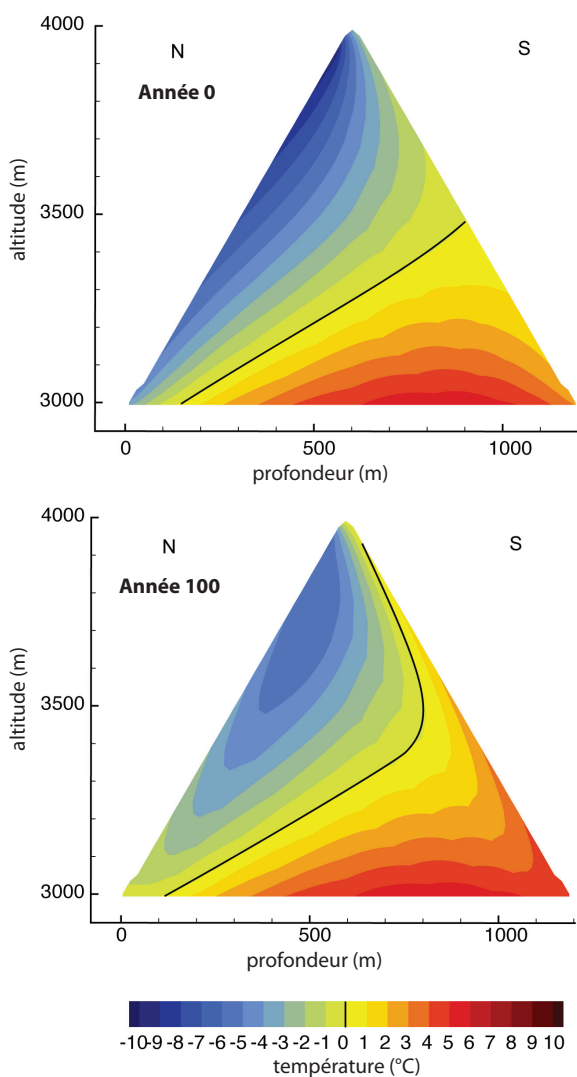 4000
N
S
Année 0
altitude (m)
3500
3000
0
500
1000
profondeur (m)
4000
N
S
Année 100
altitude (m)
3500
3000
0
500
1000
profondeur (m)
-10 -9 -8 -7 -6 -5 -4 -3 -2 -1 0 1 2 3 4 5 6 7 8 9 10
température (°C)